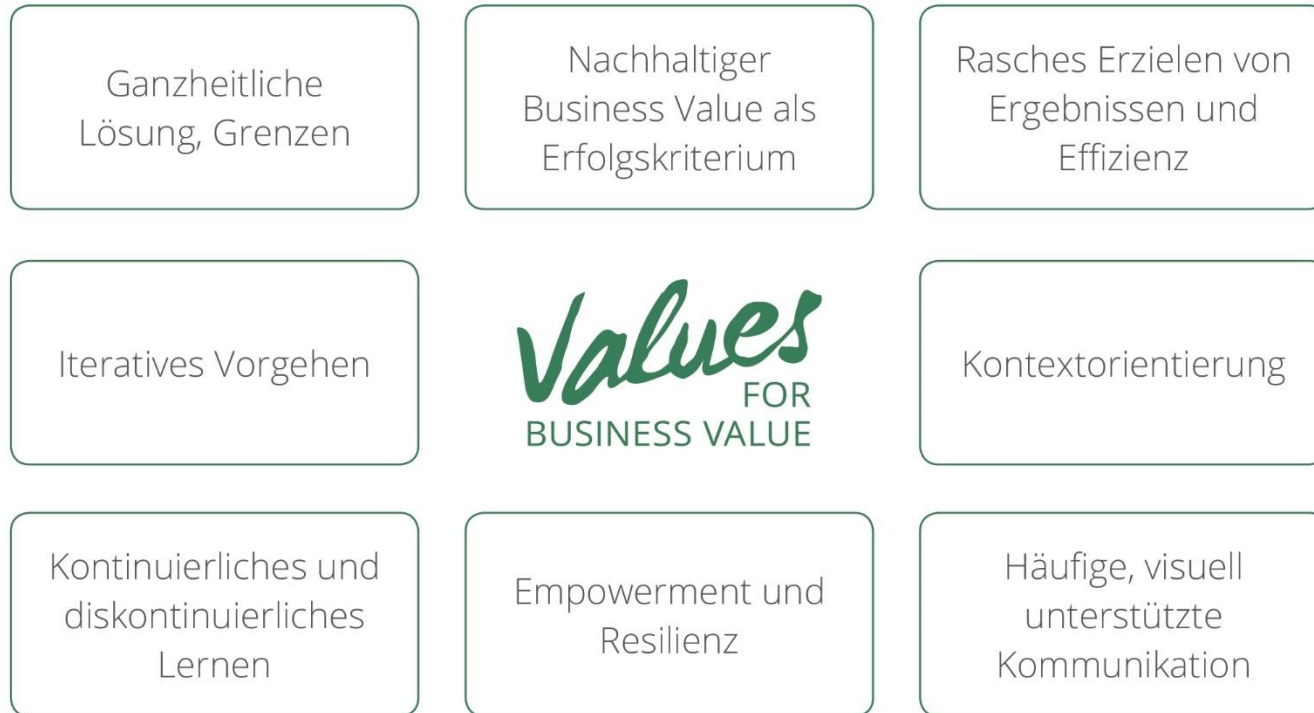 Ganzheitliche
Lösung, Grenzen
Nachhaltiger
Business Value als
Erfolgskriterium
Rasches Erzielen von
Ergebnissen und
Effizienz
Iteratives Vorgehen
Values
FOR
BUSINESS VALUE
Kontextorientierung
Kontinuierliches und
diskontinuierliches
Lernen
Empowerment und
Resilienz
Häufige, visuell
unterstützte
Kommunikation